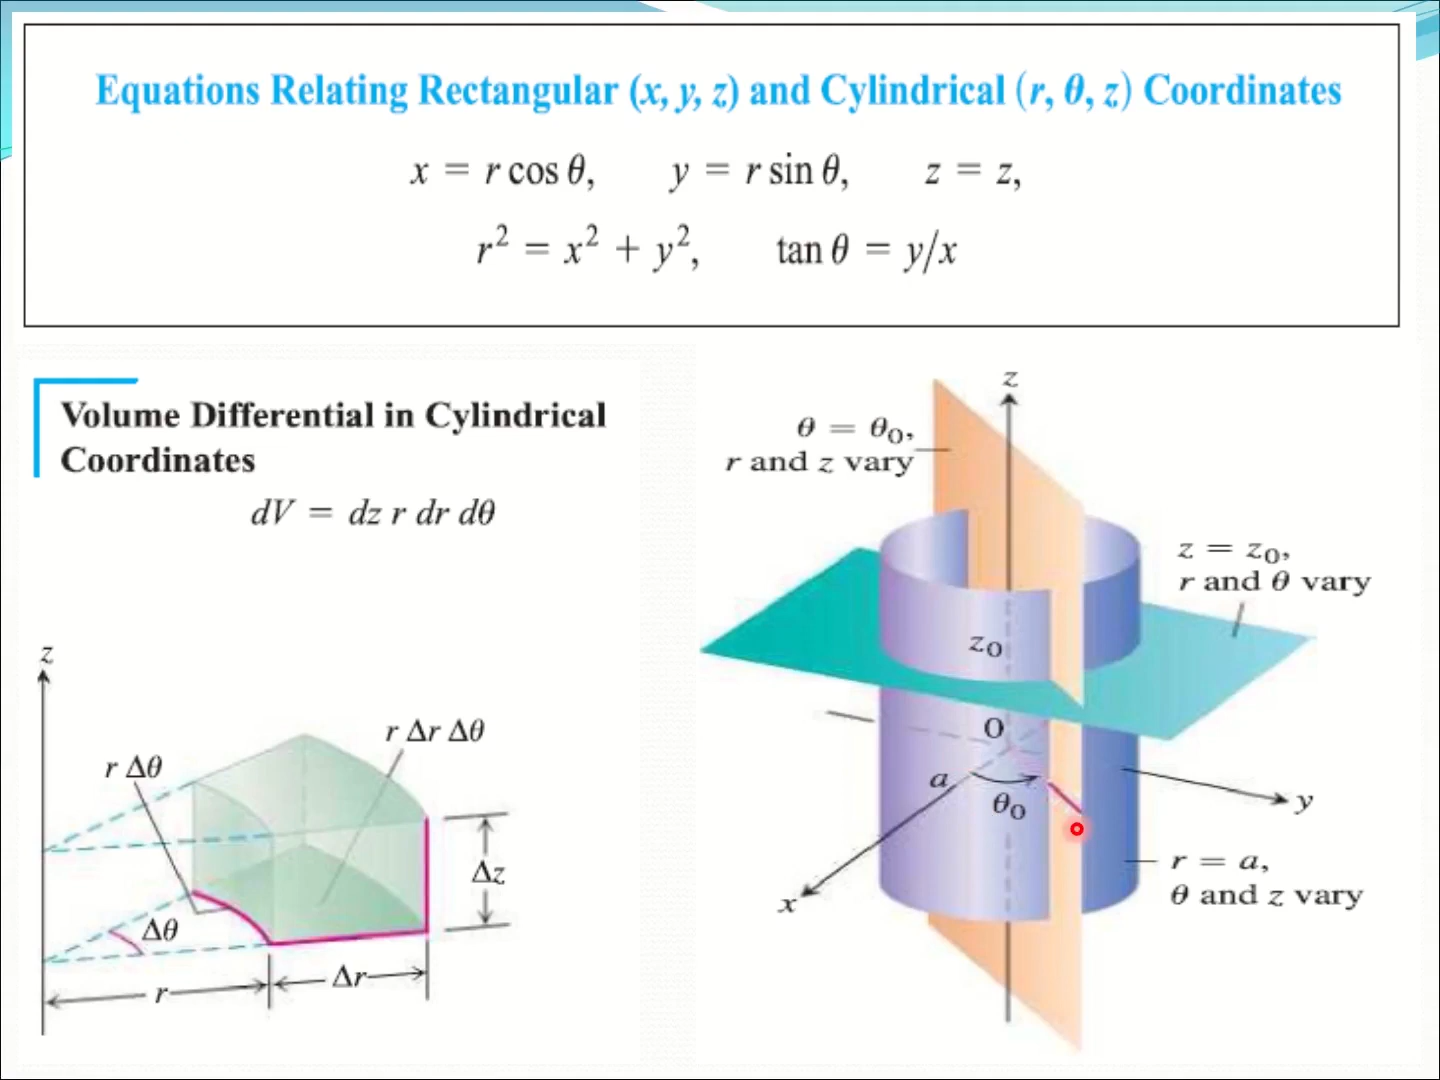 Equations Relating Rectangular (x, y, z) and Cylindrical (r, θ, z) Coordinates
x = r cos θ, y = r sin θ, z = z,
r² = x² + y², tan θ = y/x
Volume Differential in Cylindrical
Coordinates
dV = dz r dr dθ
z
r Δθ
r Δr Δθ
Δz
Δθ
r
Δr
z
θ = θ₀,
r and z vary
z = z₀,
r and θ vary
z₀
0
a
θ₀
y
x
r = a,
θ and z vary